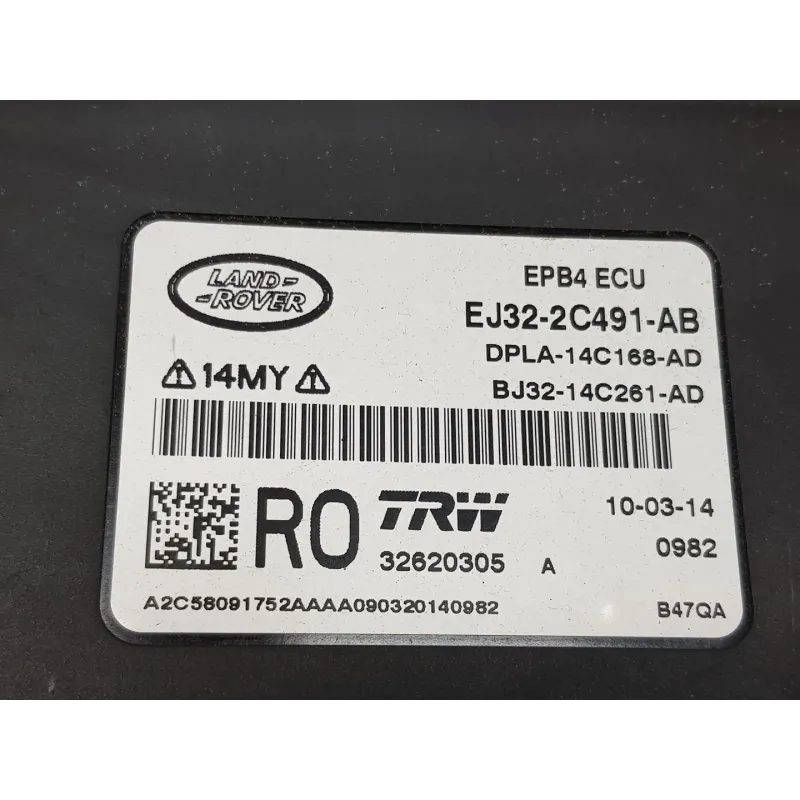 LAND-
-ROVER
EPB4 ECU
EJ32-2C491-AB
DPLA-14C168-AD
14MY
BJ32-14C261-AD
RO
TRW
10-03-14
32620305 A
0982
A2C58091752AAAA090320140982
B47QA